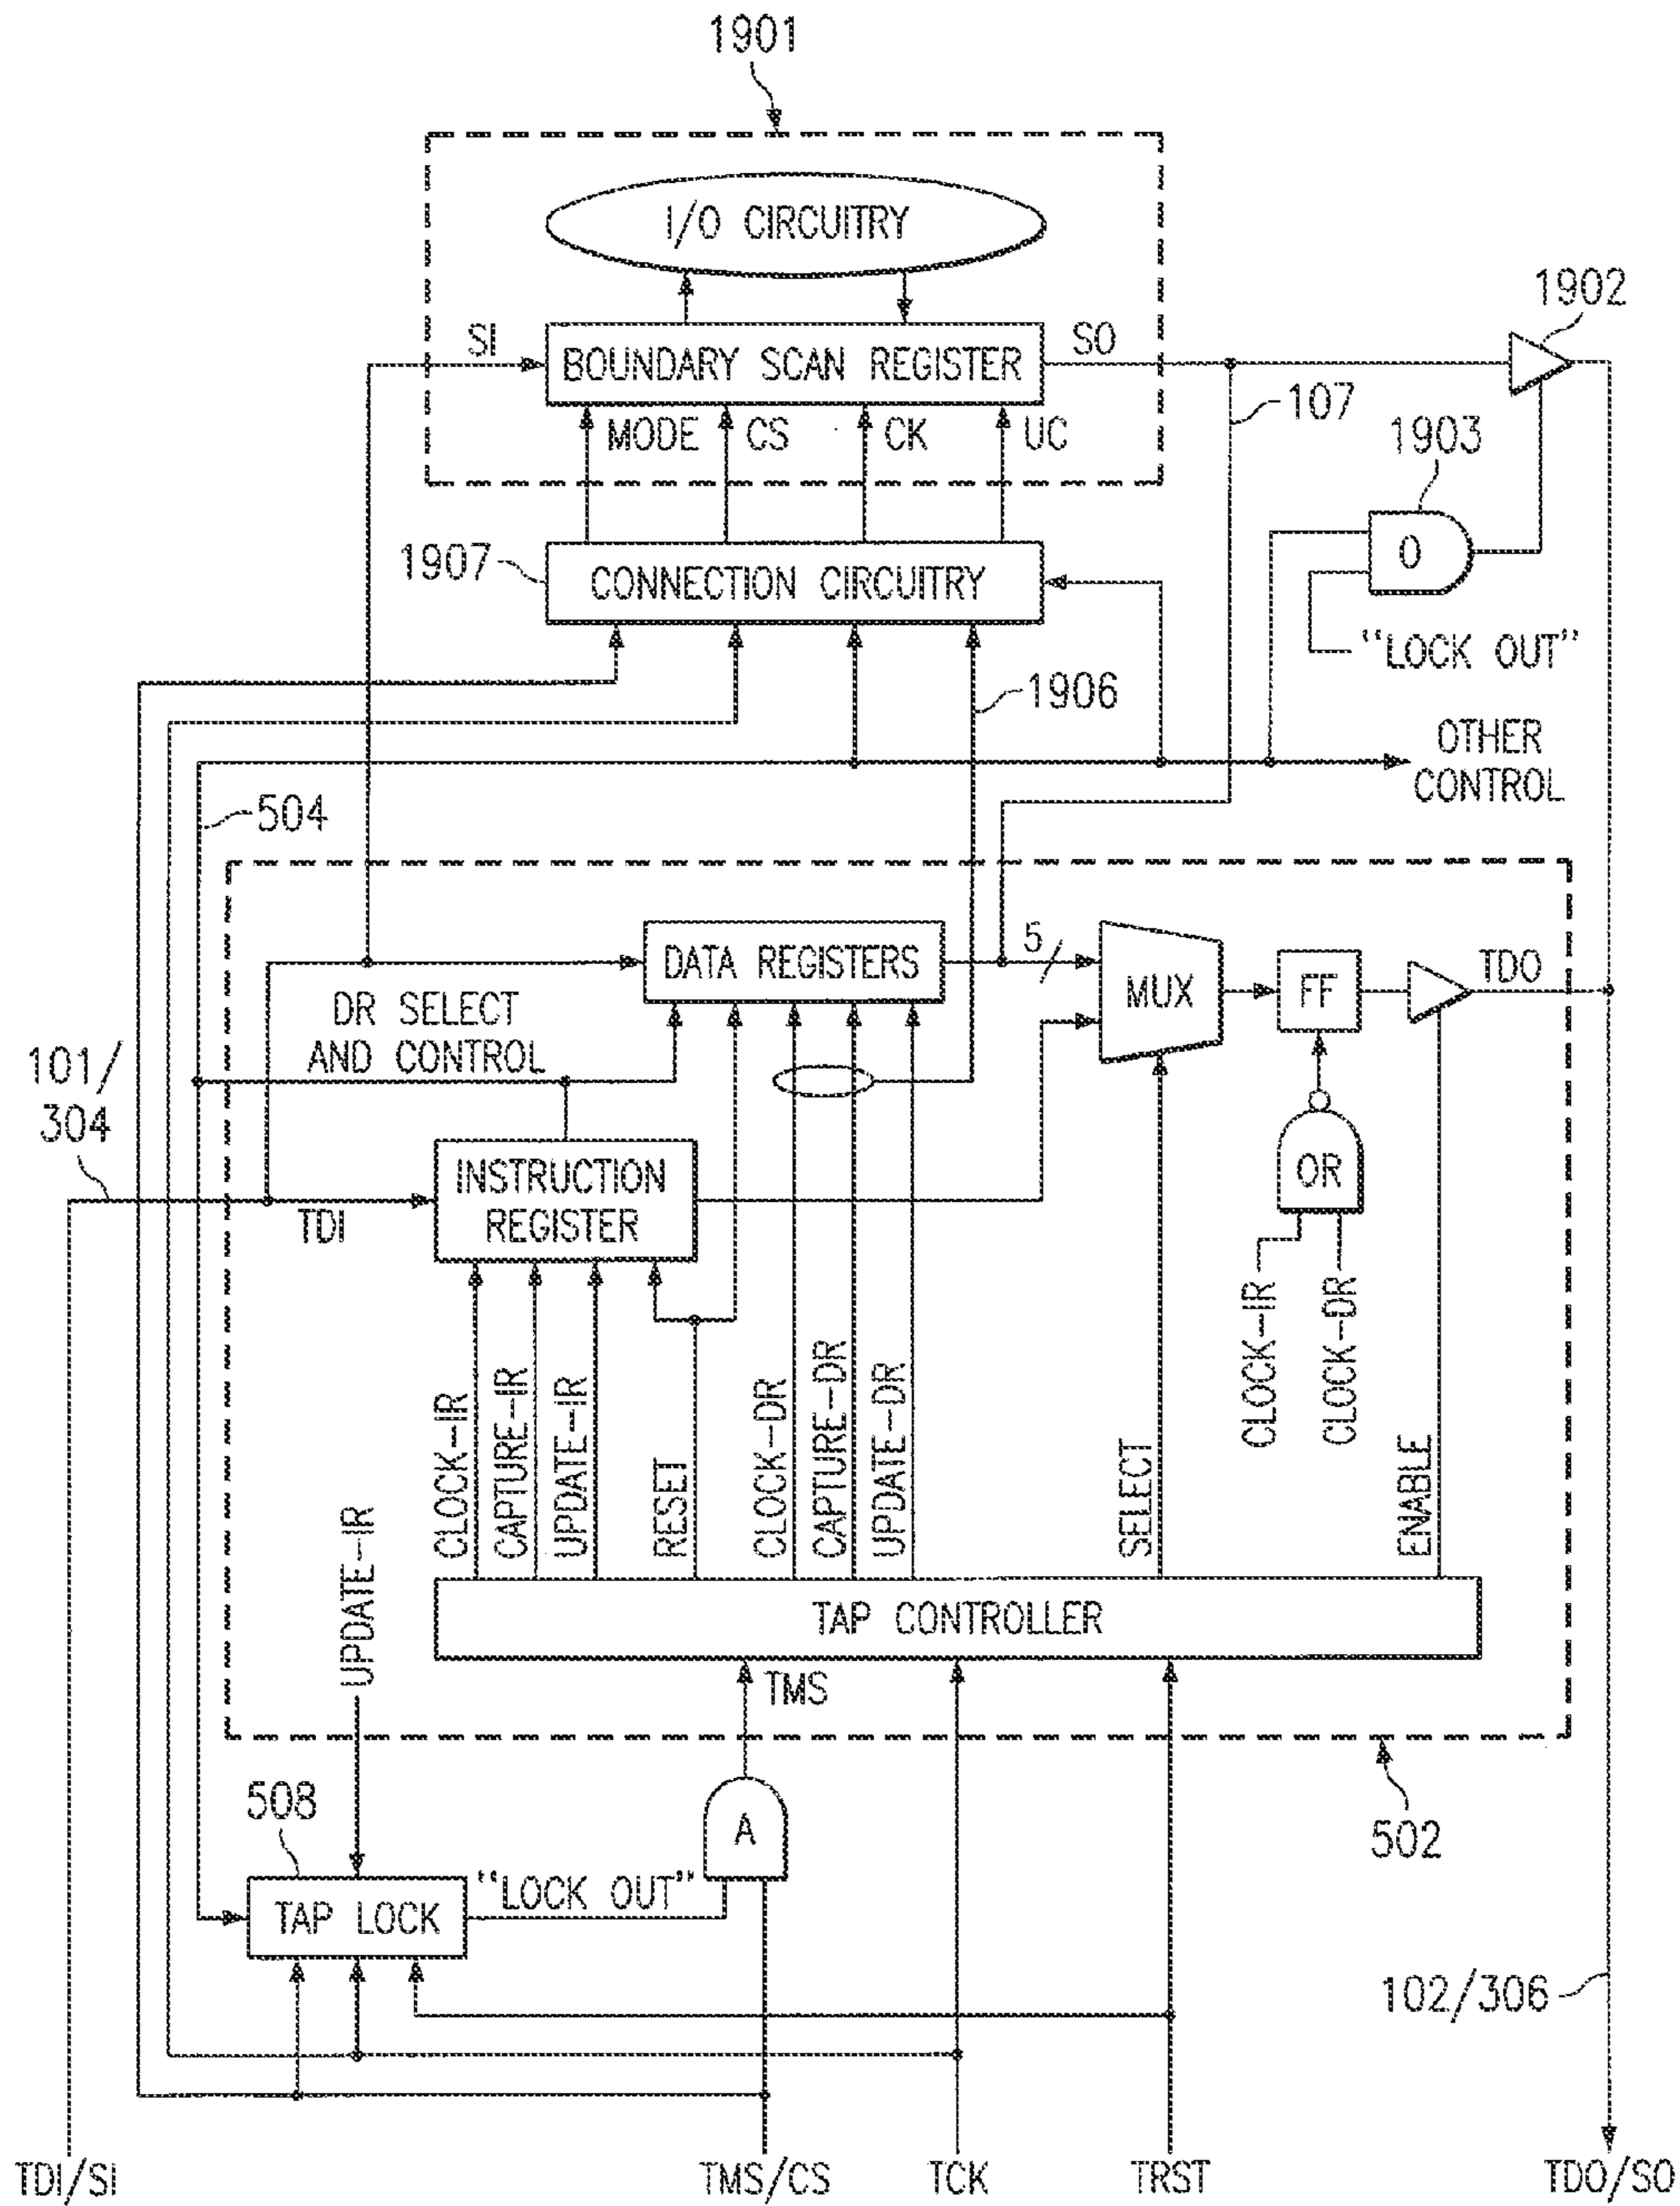 1901
I/O CIRCUITRY
1902
SI
BOUNDARY SCAN REGISTER
SO
107
MODE
CS
CK
UC
1903
O
1907
CONNECTION CIRCUITRY
"LOCK OUT"
1906
OTHER
CONTROL
504
5
DATA REGISTERS
MUX
FF
TDO
DR SELECT
AND CONTROL
101/
304
INSTRUCTION
REGISTER
OR
TDI
CLOCK-IR
CLOCK-DR
CLOCK-IR
CAPTURE-IR
UPDATE-IR
RESET
CLOCK-DR
CAPTURE-DR
UPDATE-DR
SELECT
ENABLE
UPDATE-IR
TAP CONTROLLER
TMS
508
A
502
TAP LOCK
"LOCK OUT"
102/306
TDI/SI
TMS/CS
TCK
TRST
TDO/SO